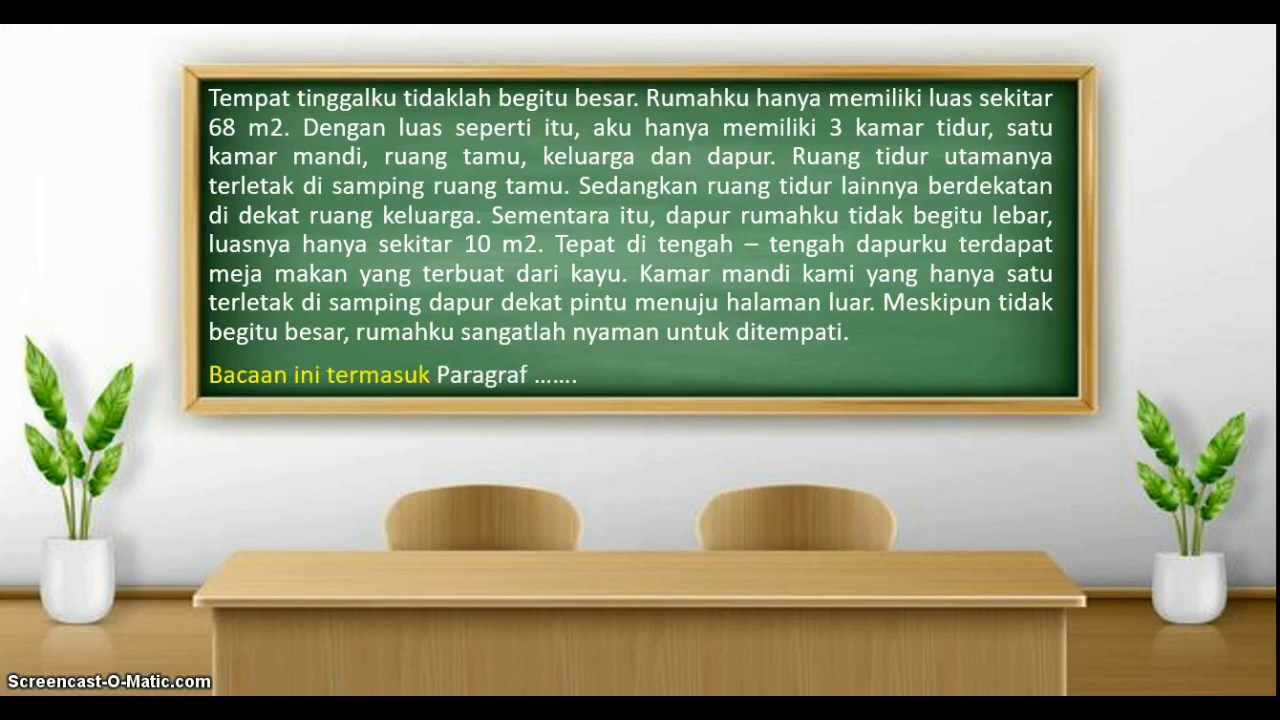 Tempat tinggalku tidaklah begitu besar. Rumahku hanya memiliki luas sekitar
68 m2. Dengan luas seperti itu, aku hanya memiliki 3 kamar tidur, satu
kamar mandi, ruang tamu, keluarga dan dapur. Ruang tidur utamanya
terletak di samping ruang tamu. Sedangkan ruang tidur lainnya berdekatan
di dekat ruang keluarga. Sementara itu, dapur rumahku tidak begitu lebar,
luasnya hanya sekitar 10 m2. Tepat di tengah – tengah dapurku terdapat
meja makan yang terbuat dari kayu. Kamar mandi kami yang hanya satu
terletak di samping dapur dekat pintu menuju halaman luar. Meskipun tidak
begitu besar, rumahku sangatlah nyaman untuk ditempati.
Bacaan ini termasuk Paragraf .......
Screencast-O-Matic.com